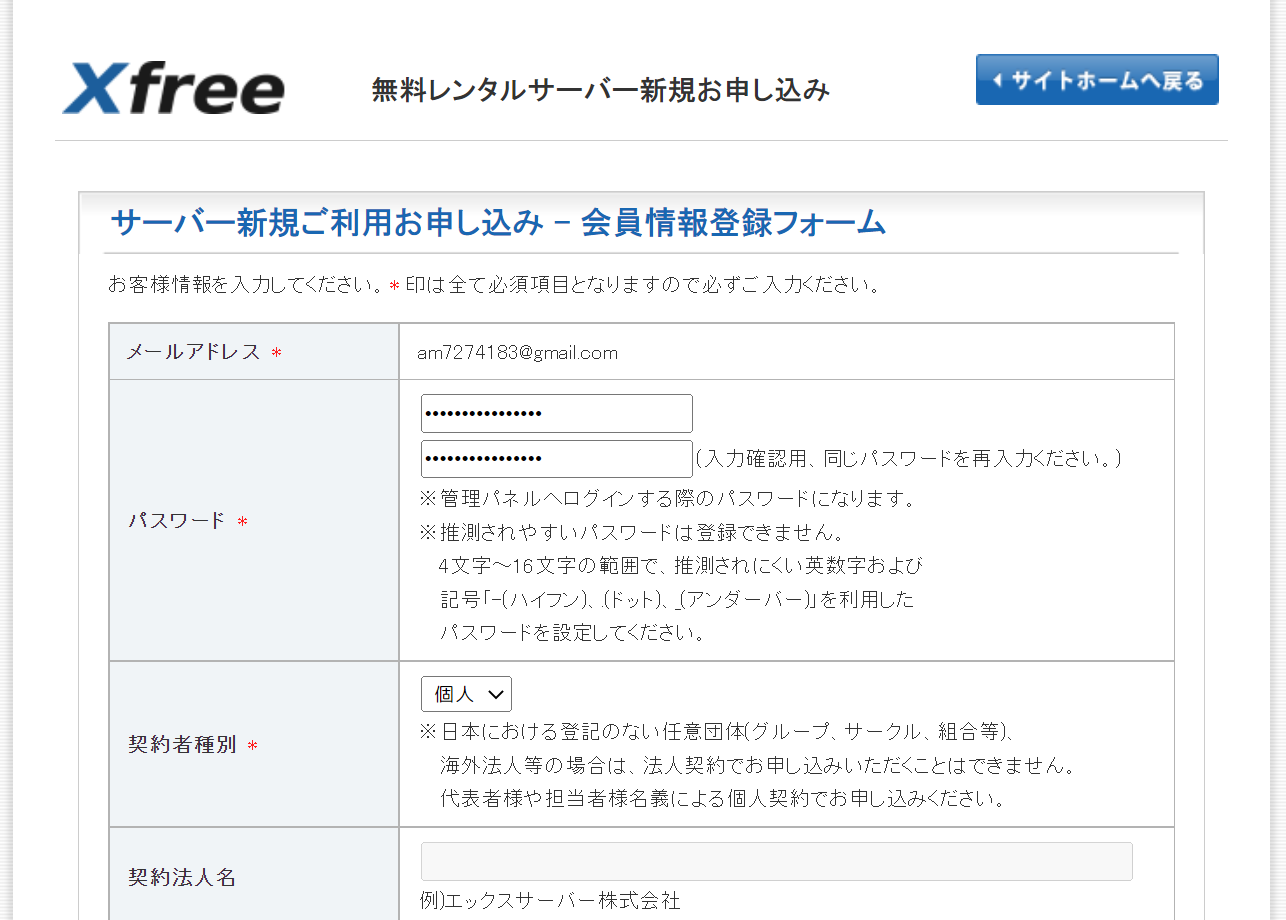 Xfree
無料レンタルサーバー新規お申し込み
サイトホームへ戻る
サーバー新規ご利用お申し込み - 会員情報登録フォーム
お客様情報を入力してください。* 印は全て必須項目となりますので必ずご入力ください。
メールアドレス *
am7274183@gmail.com
パスワード *
••••••••••••••••
••••••••••••••••
(入力確認用、同じパスワードを再入力ください。)
※管理パネルへログインする際のパスワードになります。
※推測されやすいパスワードは登録できません。
4文字～16文字の範囲で、推測されにくい英数字および
記号「-(ハイフン)、.(ドット)、_(アンダーバー)」を利用した
パスワードを設定してください。
契約者種別 *
個人
※日本における登記のない任意団体(グループ、サークル、組合等)、
海外法人等の場合は、法人契約でお申し込みいただくことはできません。
代表者様や担当者様名義による個人契約でお申し込みください。
契約法人名
例)エックスサーバー株式会社